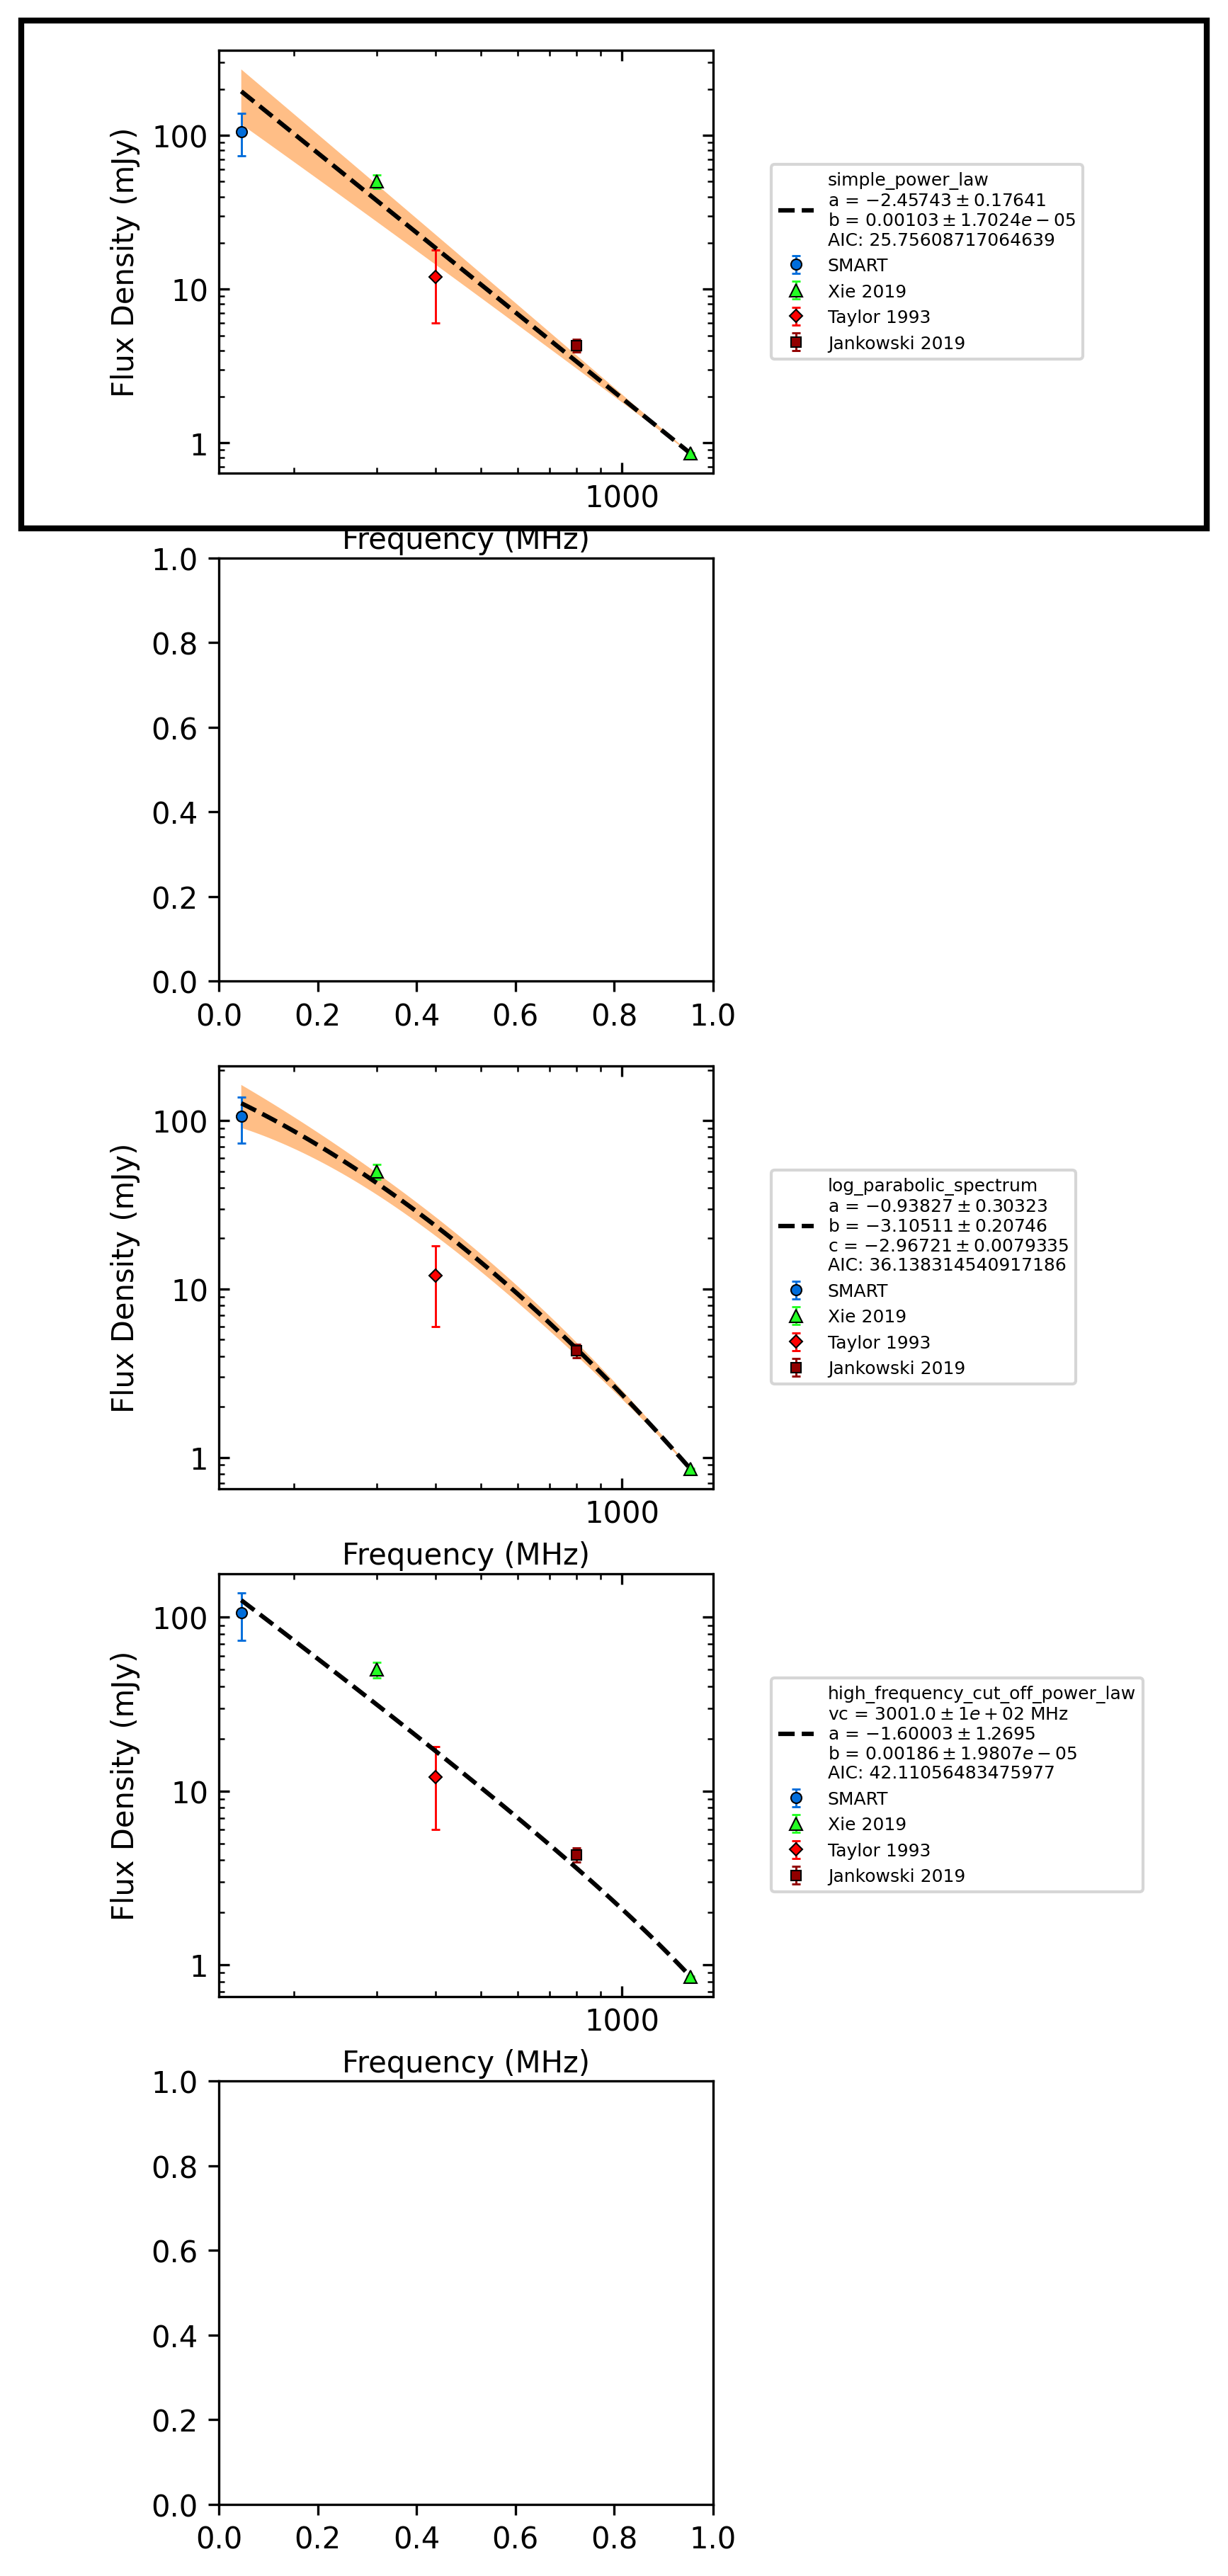 100
10
1
Flux Density (mJy)
1000
Frequency (MHz)
simple_power_law
a = −2.45743 ± 0.17641
b = 0.00103 ± 1.7024e − 05
AIC: 25.75608717064639
SMART
Xie 2019
Taylor 1993
Jankowski 2019
1.0
0.8
0.6
0.4
0.2
0.0
0.0 0.2 0.4 0.6 0.8 1.0
100
10
1
Flux Density (mJy)
1000
Frequency (MHz)
log_parabolic_spectrum
a = −0.93827 ± 0.30323
b = −3.10511 ± 0.20746
c = −2.96721 ± 0.0079335
AIC: 36.138314540917186
SMART
Xie 2019
Taylor 1993
Jankowski 2019
100
10
1
Flux Density (mJy)
1000
Frequency (MHz)
high_frequency_cut_off_power_law
vc = 3001.0 ± 1e + 02 MHz
a = −1.60003 ± 1.2695
b = 0.00186 ± 1.9807e − 05
AIC: 42.11056483475977
SMART
Xie 2019
Taylor 1993
Jankowski 2019
1.0
0.8
0.6
0.4
0.2
0.0
0.0 0.2 0.4 0.6 0.8 1.0